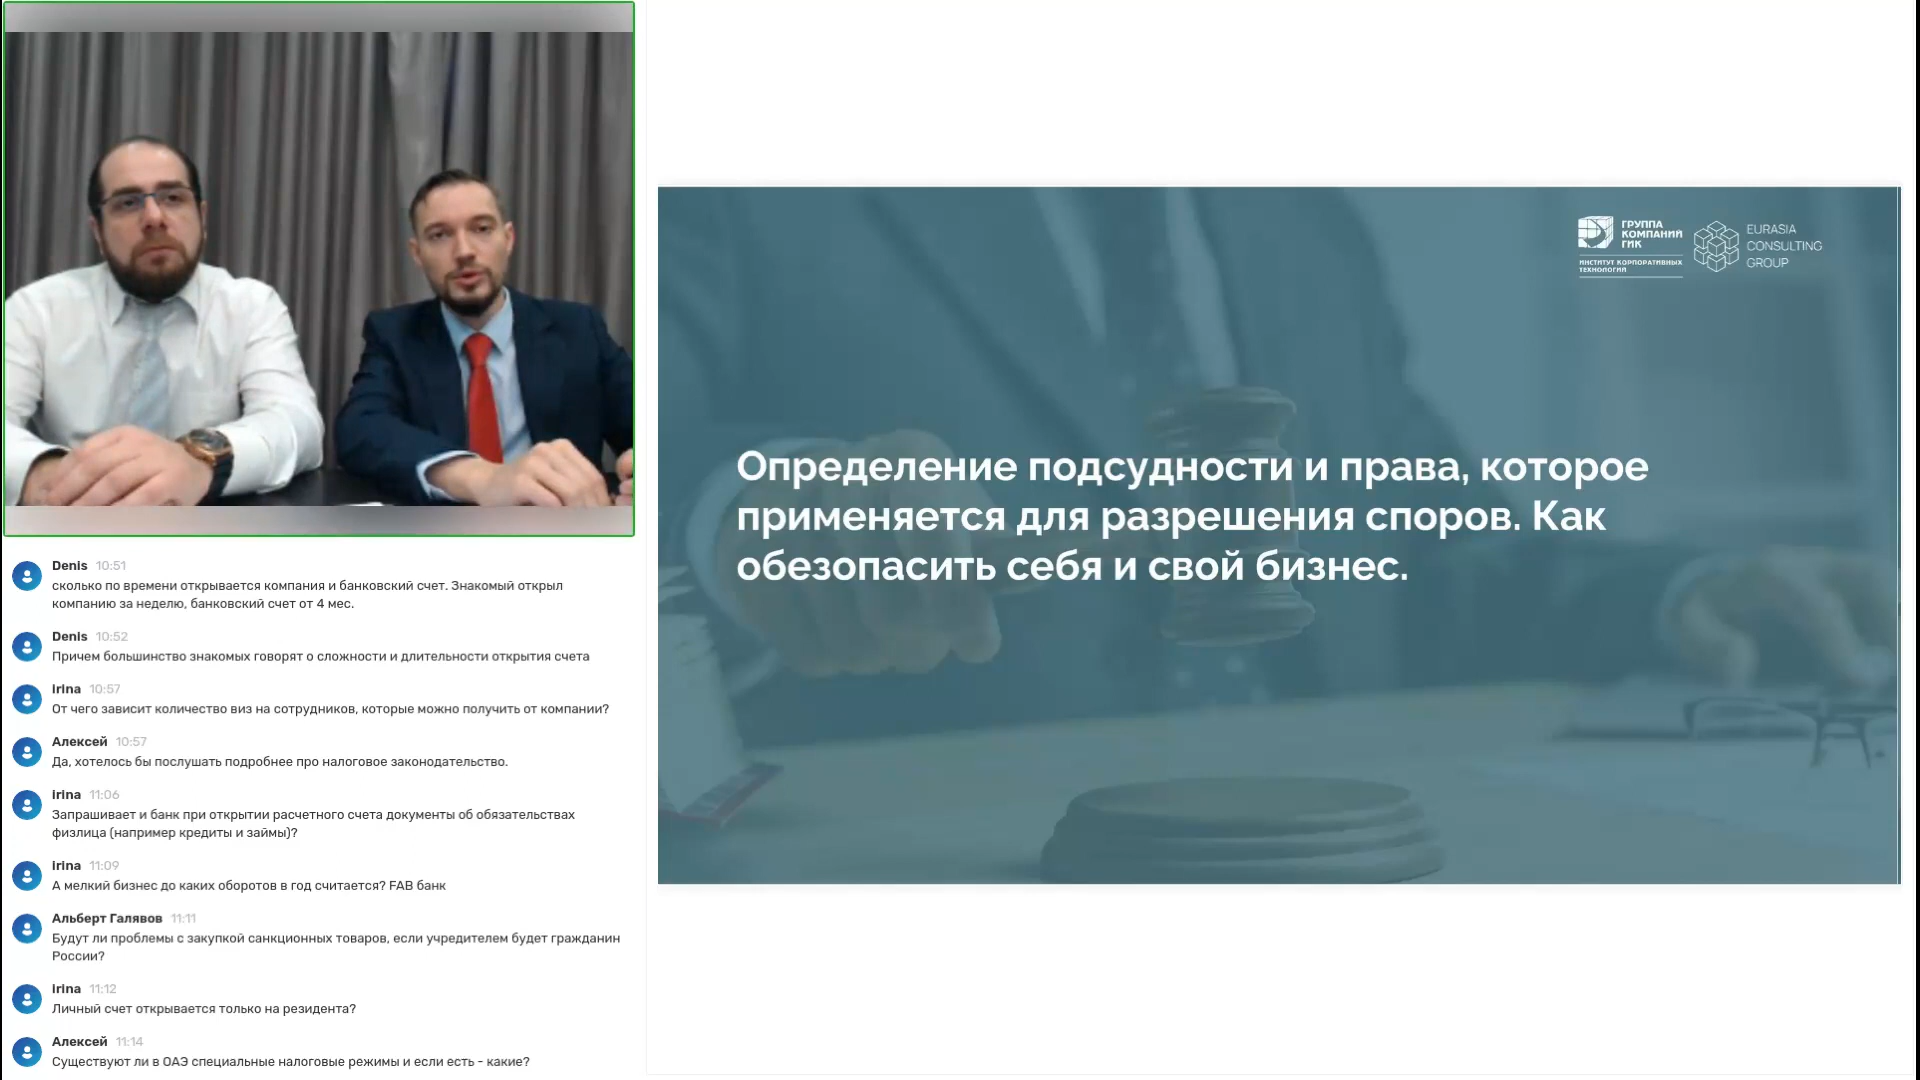 Denis 10:51
сколько по времени открывается компания и банковский счет. Знакомый открыл
компанию за неделю, банковский счет от 4 мес.
Denis 10:52
Причем большинство знакомых говорят о сложности и длительности открытия счета
irina 10:57
От чего зависит количество виз на сотрудников, которые можно получить от компании?
Алексей 10:57
Да, хотелось бы послушать подробнее про налоговое законодательство.
irina 11:06
Запрашивает и банк при открытии расчетного счета документы об обязательствах
физлица (например кредиты и займы)?
irina 11:09
А мелкий бизнес до каких оборотов в год считается? FAB банк
Альберт Галявов 11:11
Будут ли проблемы с закупкой санкционных товаров, если учредителем будет гражданин
России?
irina 11:12
Личный счет открывается только на резидента?
Алексей 11:14
Существуют ли в ОАЭ специальные налоговые режимы и если есть - какие?
ГРУППА
КОМПАНИЙ
ГИК
ИНСТИТУТ КОРПОРАТИВНЫХ
ТЕХНОЛОГИЙ
EURASIA
CONSULTING
GROUP
Определение подсудности и права, которое
применяется для разрешения споров. Как
обезопасить себя и свой бизнес.